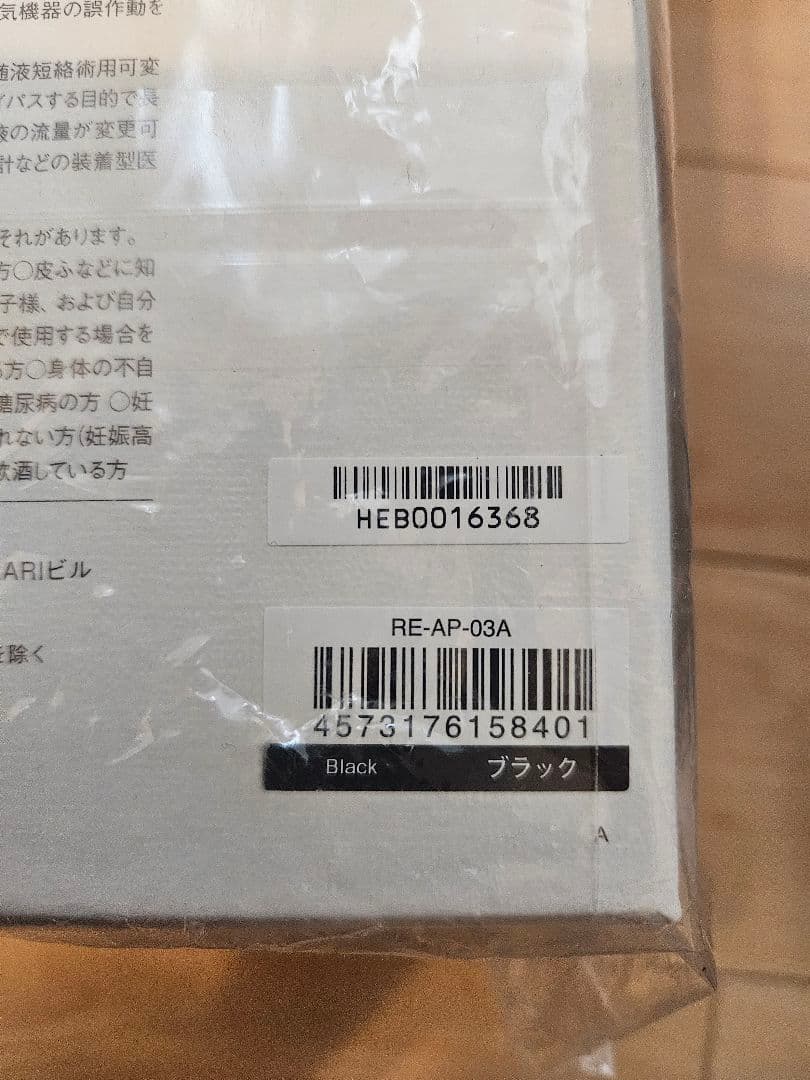 気機器の誤作動を
随液短絡術用可変
イパスする目的で長
液の流量が変更可
計などの装着型医
それがあります。
方○皮ふなどに知
子様、および自分
で使用する場合を
方○身体の不自
糖尿病の方 ○妊
れない方(妊娠高
飲酒している方
HEB0016368
ARIビル
RE-AP-03A
を除く
4573176158401
Black ブラック
A